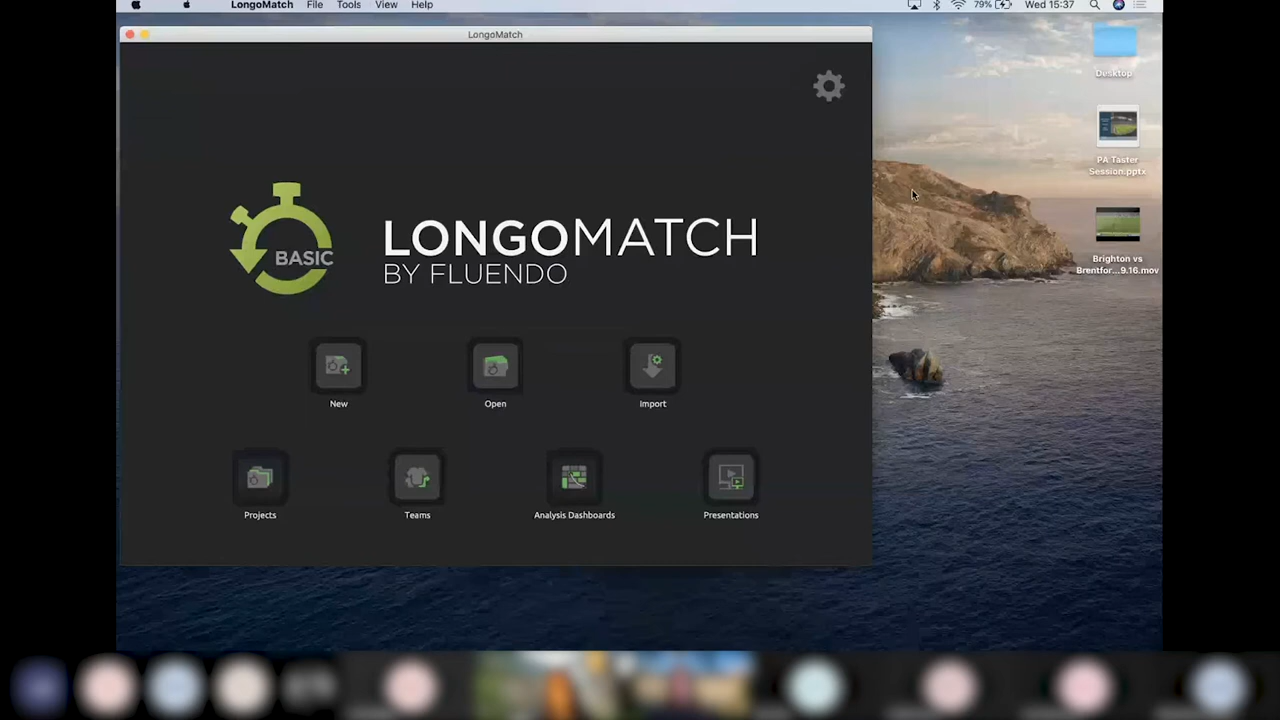 LongoMatch File Tools View Help 79% Wed 15:37
LongoMatch
Desktop
PA Taster
Session.pptx
BASIC
LONGOMATCH
BY FLUENDO
Brighton vs
Brentfor...9.16.mov
New Open Import
Projects Teams Analysis Dashboards Presentations